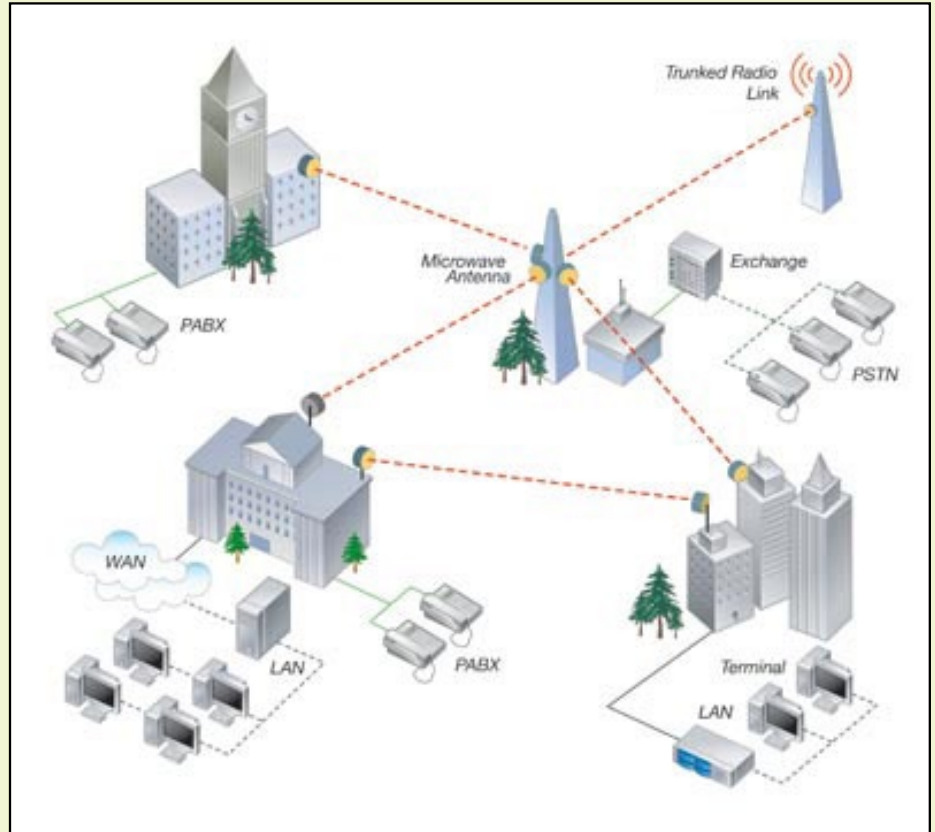 Trunked Radio
Link
Microwave
Antenna
Exchange
PABX
PSTN
WAN
LAN
PABX
Terminal
LAN